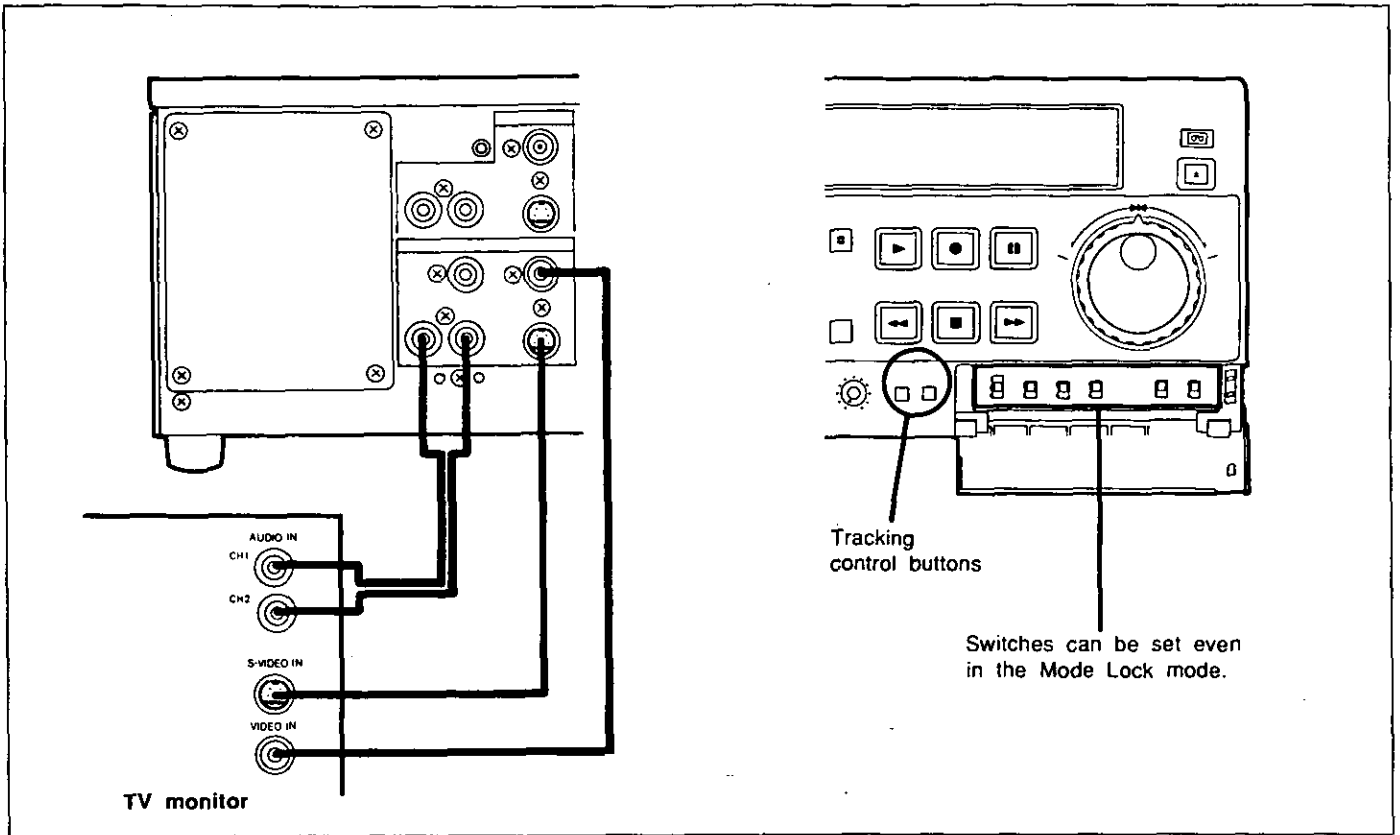 AUDIO IN
CH1
CH2
S-VIDEO IN
VIDEO IN
TV monitor
Tracking
control buttons
Switches can be set even
in the Mode Lock mode.